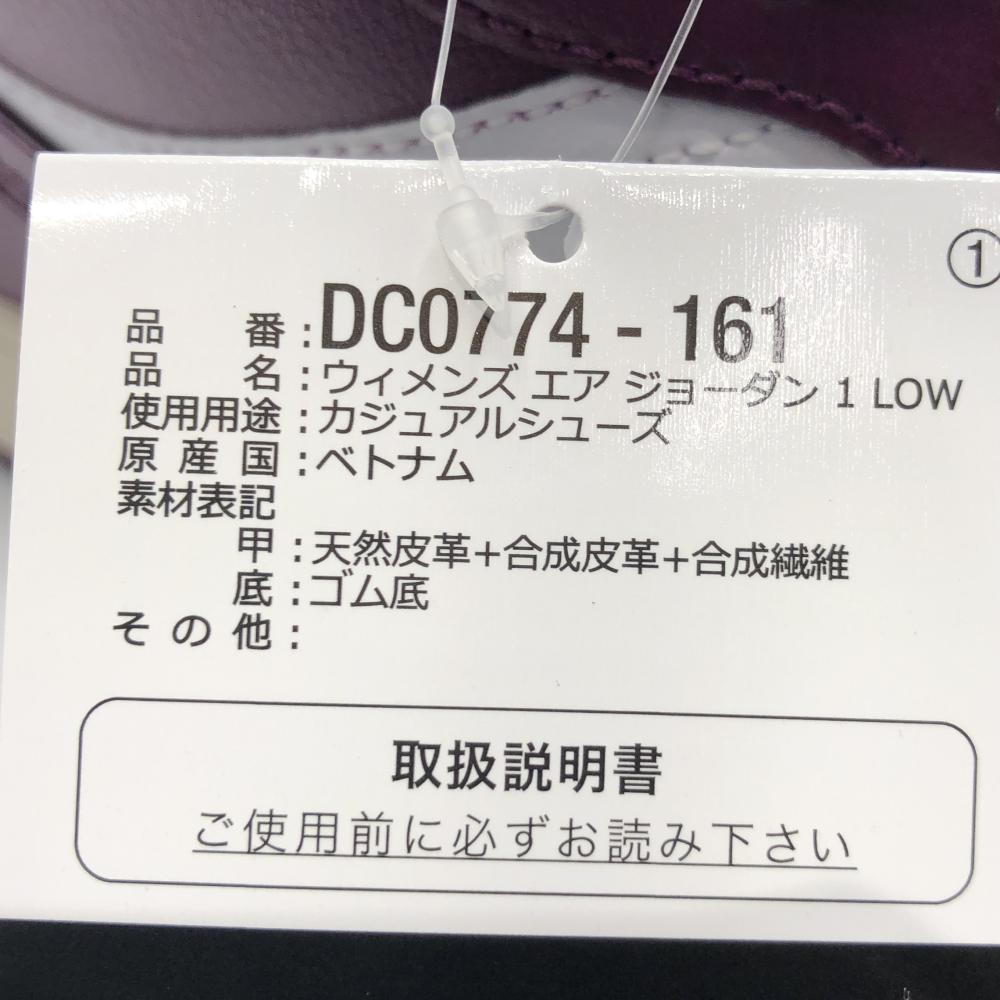 ①
品 番:DC0774 - 161
品 名:ウィメンズ エア ジョーダン 1 LOW
使用用途:カジュアルシューズ
原 産 国:ベトナム
素材表記
甲:天然皮革+合成皮革+合成繊維
底:ゴム底
そ の 他:
取扱説明書
ご使用前に必ずお読み下さい